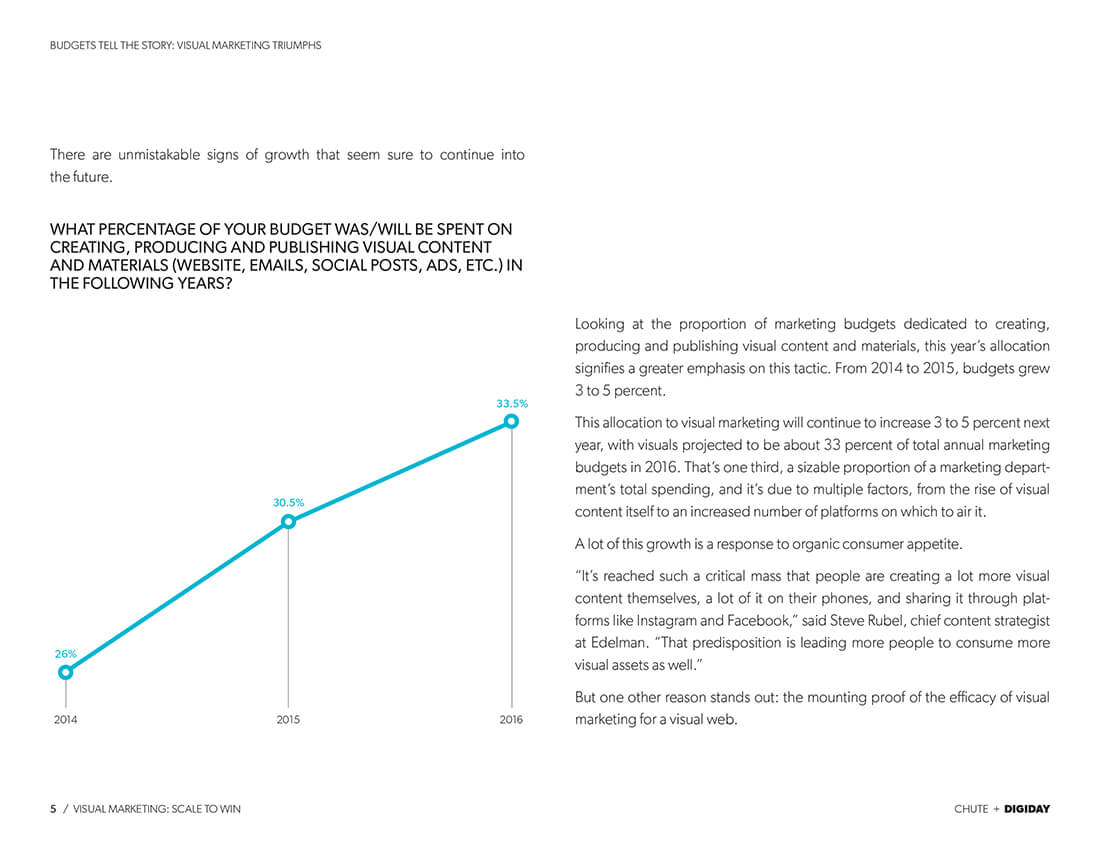 BUDGETS TELL THE STORY: VISUAL MARKETING TRIUMPHS
There are unmistakable signs of growth that seem sure to continue into
the future.
WHAT PERCENTAGE OF YOUR BUDGET WAS/WILL BE SPENT ON
CREATING, PRODUCING AND PUBLISHING VISUAL CONTENT
AND MATERIALS (WEBSITE, EMAILS, SOCIAL POSTS, ADS, ETC.) IN
THE FOLLOWING YEARS?
33.5%
30.5%
26%
2014
2015
2016
Looking at the proportion of marketing budgets dedicated to creating,
producing and publishing visual content and materials, this year’s allocation
signifies a greater emphasis on this tactic. From 2014 to 2015, budgets grew
3 to 5 percent.
This allocation to visual marketing will continue to increase 3 to 5 percent next
year, with visuals projected to be about 33 percent of total annual marketing
budgets in 2016. That’s one third, a sizable proportion of a marketing depart-
ment’s total spending, and it’s due to multiple factors, from the rise of visual
content itself to an increased number of platforms on which to air it.
A lot of this growth is a response to organic consumer appetite.
“It’s reached such a critical mass that people are creating a lot more visual
content themselves, a lot of it on their phones, and sharing it through plat-
forms like Instagram and Facebook,” said Steve Rubel, chief content strategist
at Edelman. “That predisposition is leading more people to consume more
visual assets as well.”
But one other reason stands out: the mounting proof of the efficacy of visual
marketing for a visual web.
5 / VISUAL MARKETING: SCALE TO WIN
CHUTE + DIGIDAY